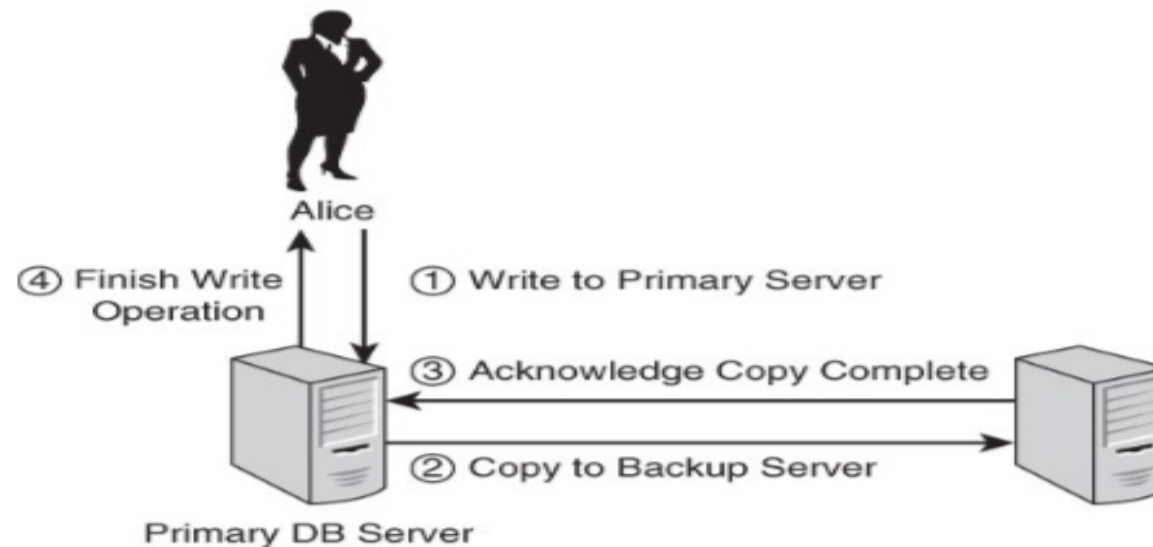 Alice
④ Finish Write
Operation
① Write to Primary Server
③ Acknowledge Copy Complete
② Copy to Backup Server
Primary DB Server